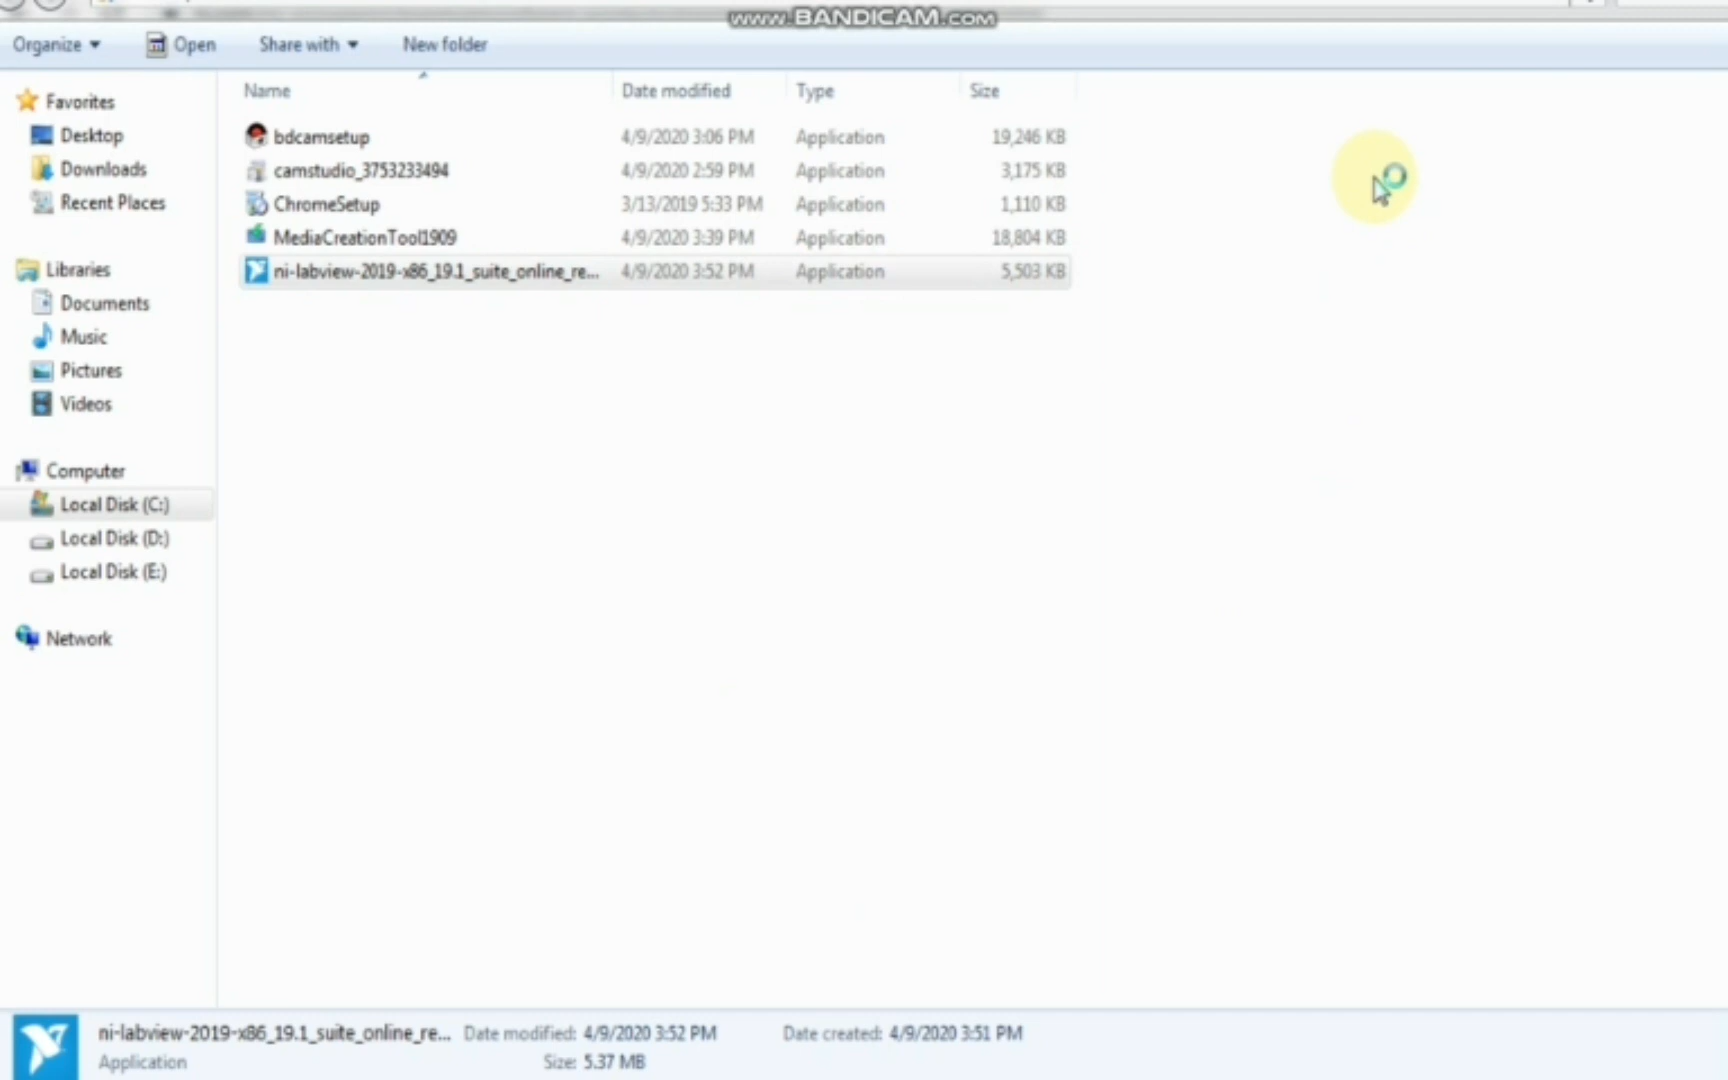 www.BANDICAM.com
Organize Open Share with New folder
Name Date modified Type Size
Favorites
Desktop
Downloads
Recent Places
Libraries
Documents
Music
Pictures
Videos
Computer
Local Disk (C:)
Local Disk (D:)
Local Disk (E:)
Network
bdcamsetup 4/9/2020 3:06 PM Application 19,246 KB
camstudio_3753233494 4/9/2020 2:59 PM Application 3,175 KB
ChromeSetup 3/13/2019 5:33 PM Application 1,110 KB
MediaCreationTool1909 4/9/2020 3:39 PM Application 18,804 KB
ni-labview-2019-x86_19.1_suite_online_re... 4/9/2020 3:52 PM Application 5,503 KB
ni-labview-2019-x86_19.1_suite_online_re... Date modified: 4/9/2020 3:52 PM Date created: 4/9/2020 3:51 PM
Application Size: 5.37 MB